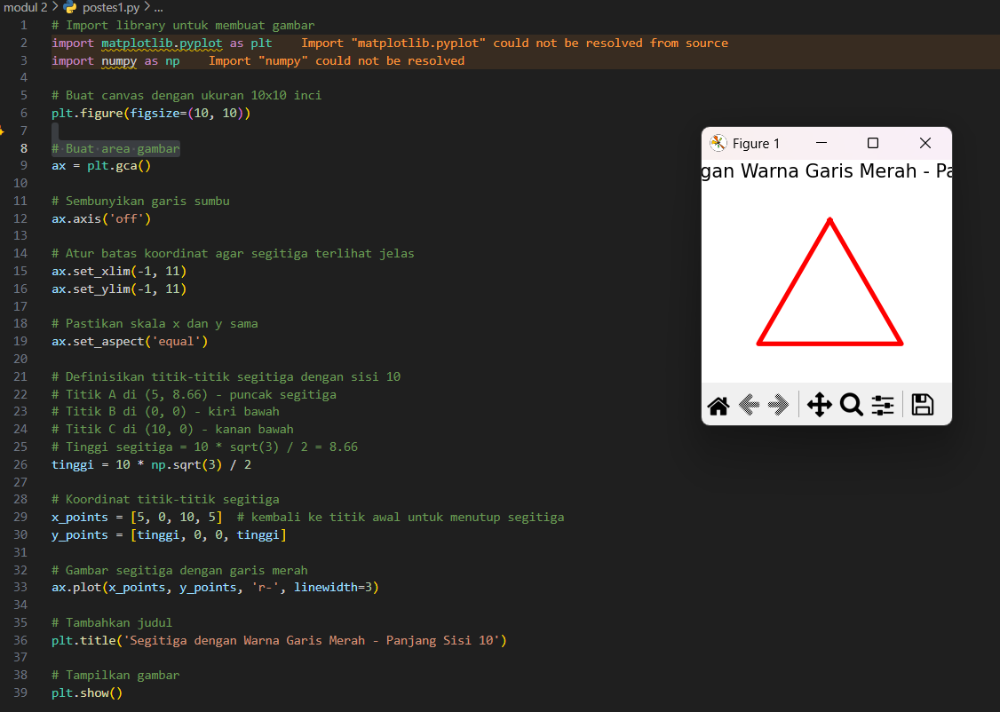 modul 2 > postes1.py > ...
1 # Import library untuk membuat gambar
2 import matplotlib.pyplot as plt Import "matplotlib.pyplot" could not be resolved from source
3 import numpy as np Import "numpy" could not be resolved
4
5 # Buat canvas dengan ukuran 10x10 inci
6 plt.figure(figsize=(10, 10))
7
8 # Buat area gambar
9 ax = plt.gca()
10
11 # Sembunyikan garis sumbu
12 ax.axis('off')
13
14 # Atur batas koordinat agar segitiga terlihat jelas
15 ax.set_xlim(-1, 11)
16 ax.set_ylim(-1, 11)
17
18 # Pastikan skala x dan y sama
19 ax.set_aspect('equal')
20
21 # Definisikan titik-titik segitiga dengan sisi 10
22 # Titik A di (5, 8.66) - puncak segitiga
23 # Titik B di (0, 0) - kiri bawah
24 # Titik C di (10, 0) - kanan bawah
25 # Tinggi segitiga = 10 * sqrt(3) / 2 = 8.66
26 tinggi = 10 * np.sqrt(3) / 2
27
28 # Koordinat titik-titik segitiga
29 x_points = [5, 0, 10, 5]  # kembali ke titik awal untuk menutup segitiga
30 y_points = [tinggi, 0, 0, tinggi]
31
32 # Gambar segitiga dengan garis merah
33 ax.plot(x_points, y_points, 'r-', linewidth=3)
34
35 # Tambahkan judul
36 plt.title('Segitiga dengan Warna Garis Merah - Panjang Sisi 10')
37
38 # Tampilkan gambar
39 plt.show()
Figure 1
gan Warna Garis Merah - Pa